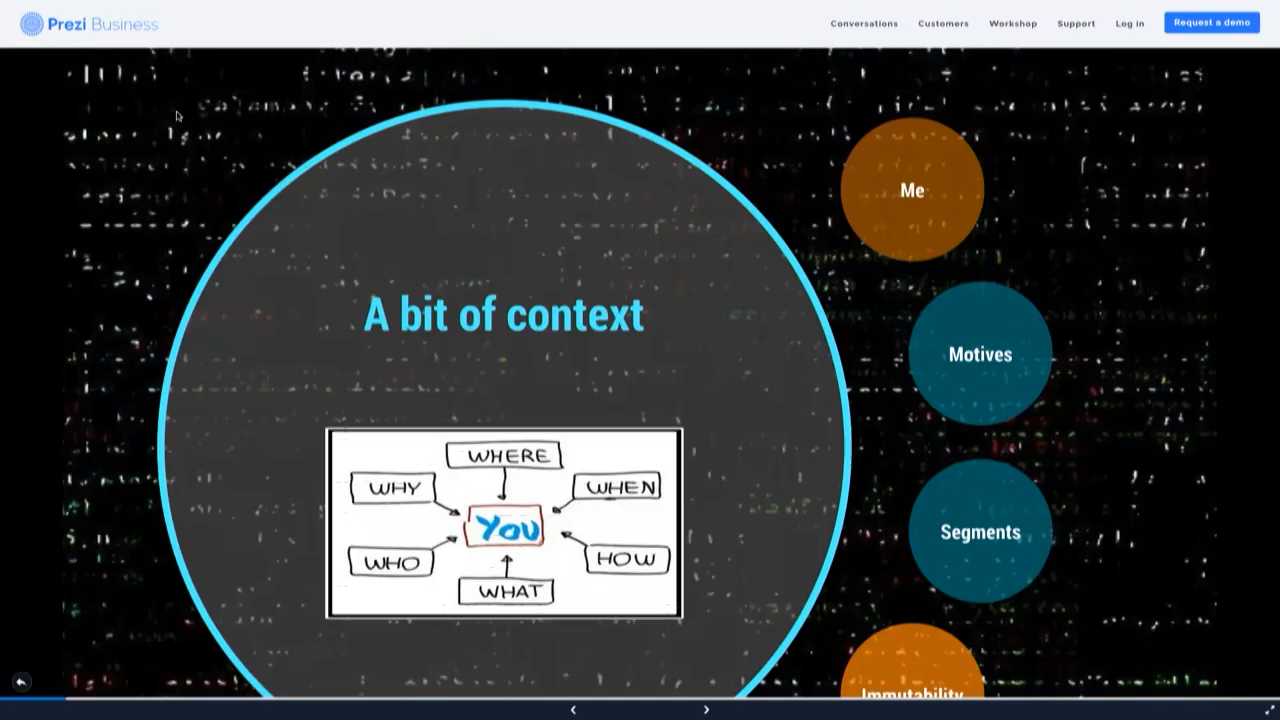 Prezi Business
Conversations
Customers
Workshop
Support
Log in
Request a demo
A bit of context
WHERE
WHY
WHEN
YOU
WHO
HOW
WHAT
Me
Motives
Segments
Immutability